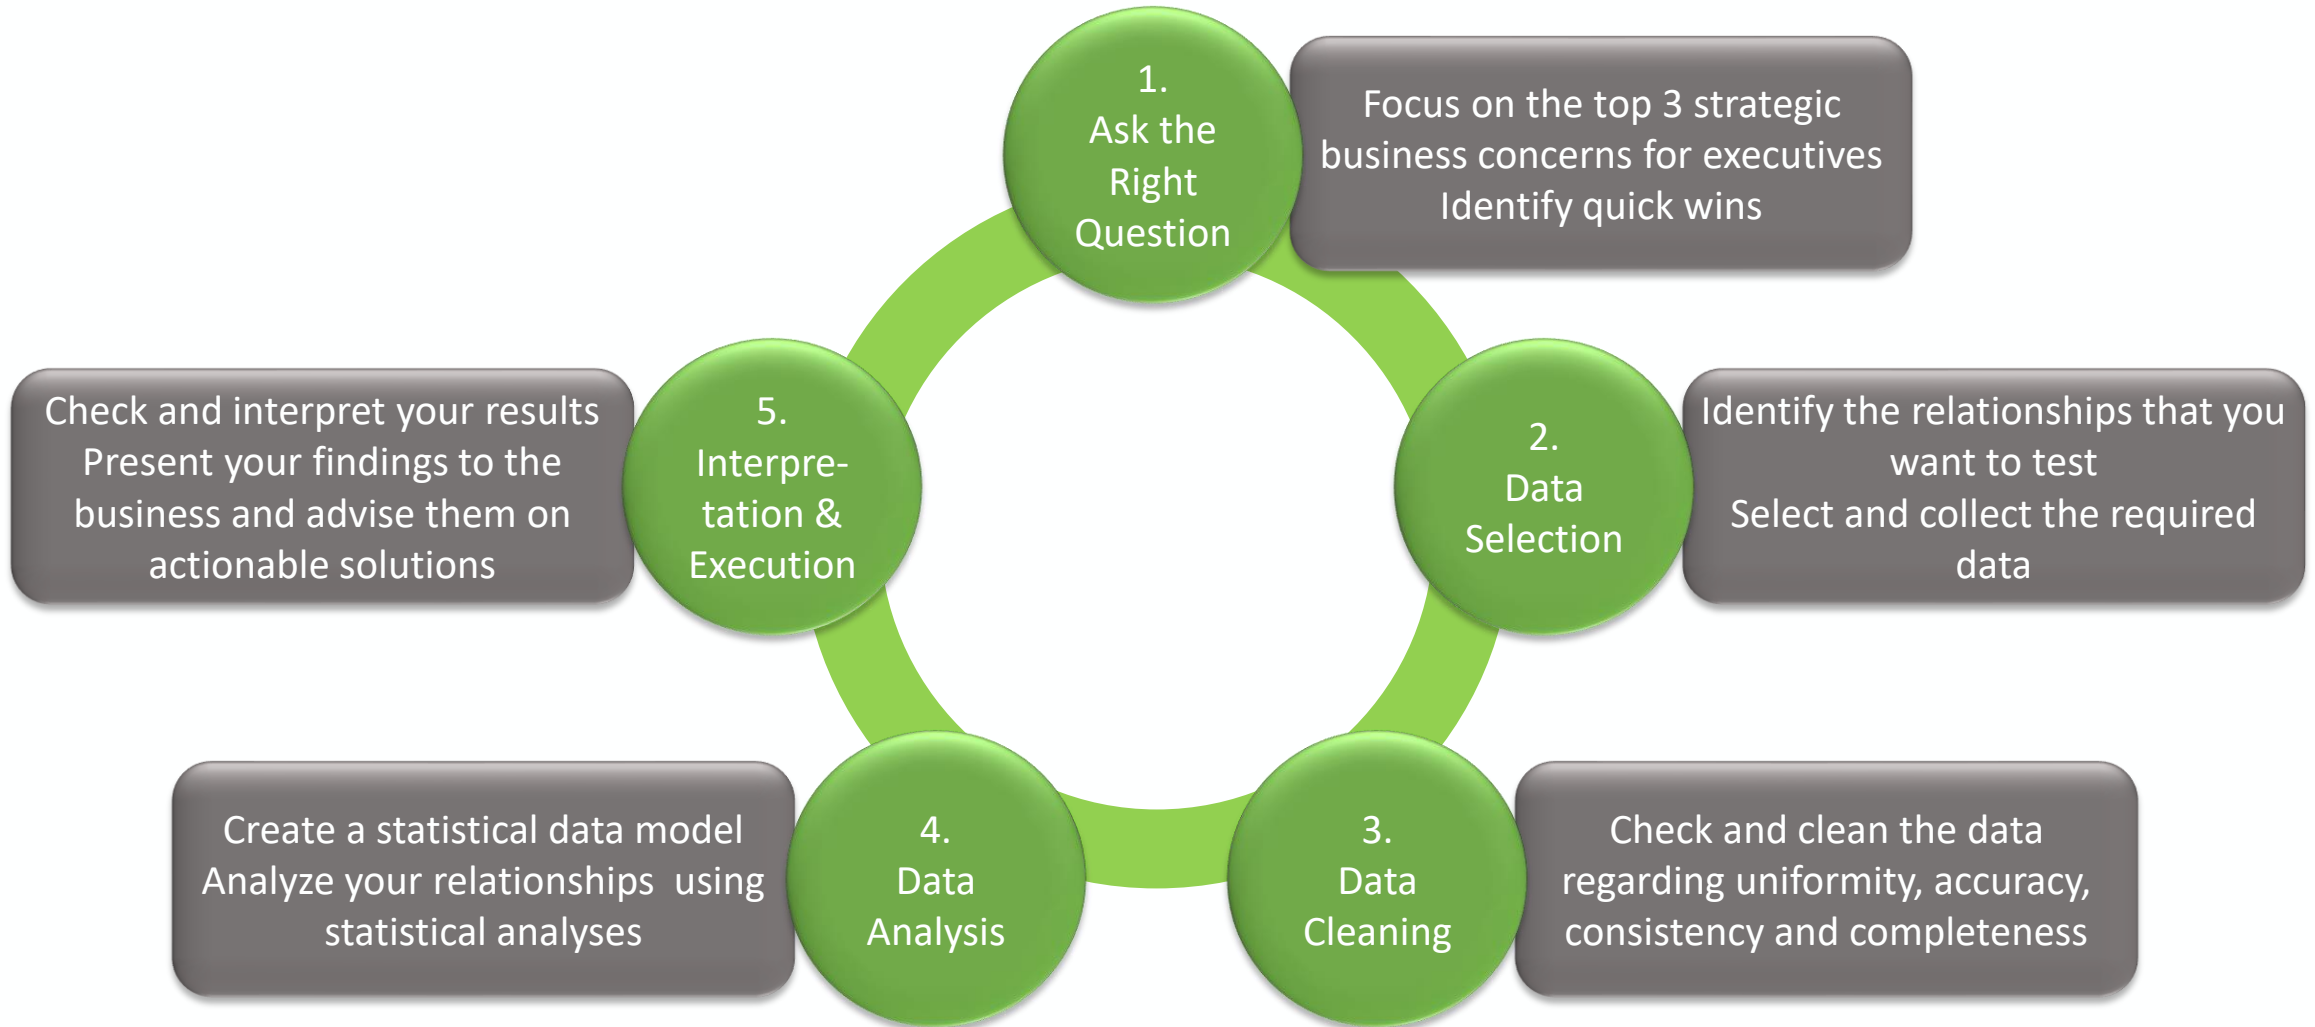 1.
Ask the
Right
Question
Focus on the top 3 strategic
business concerns for executives
Identify quick wins
2.
Data
Selection
Identify the relationships that you
want to test
Select and collect the required
data
3.
Data
Cleaning
Check and clean the data
regarding uniformity, accuracy,
consistency and completeness
4.
Data
Analysis
Create a statistical data model
Analyze your relationships  using
statistical analyses
5.
Interpre-
tation &
Execution
Check and interpret your results
Present your findings to the
business and advise them on
actionable solutions